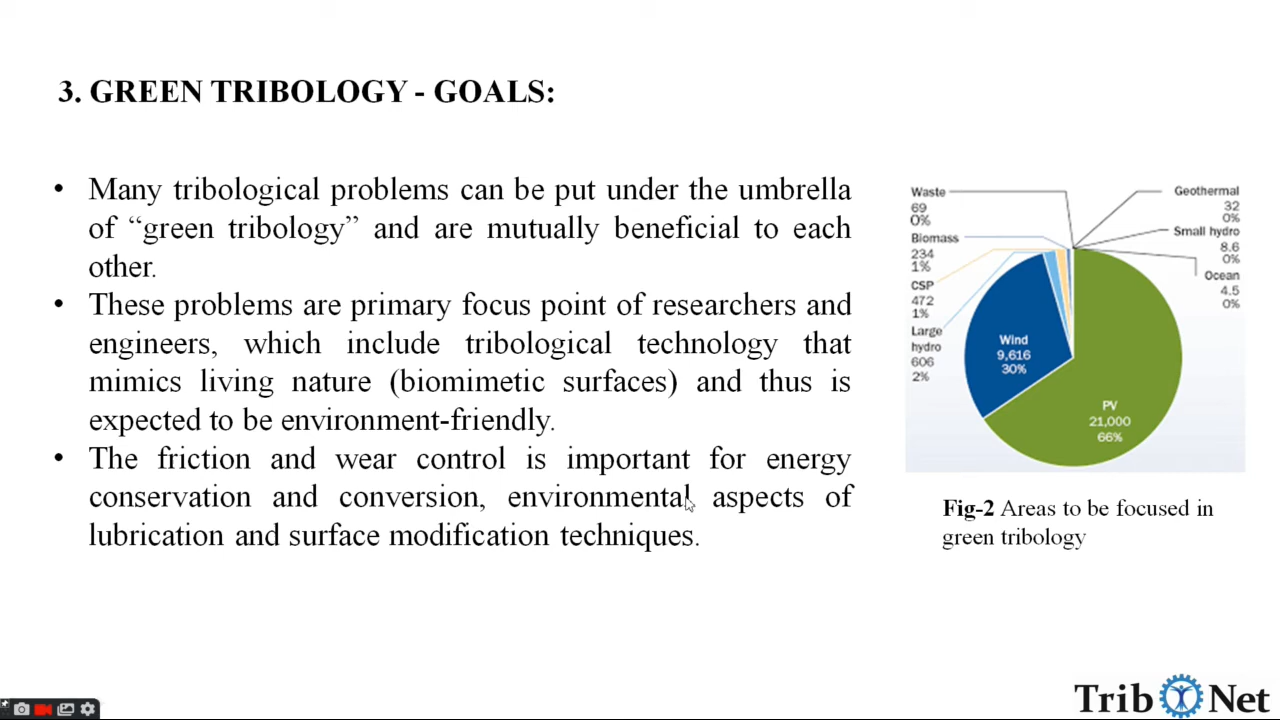 3. GREEN TRIBOLOGY - GOALS:
• Many tribological problems can be put under the umbrella
of “green tribology” and are mutually beneficial to each
other.
• These problems are primary focus point of researchers and
engineers, which include tribological technology that
mimics living nature (biomimetic surfaces) and thus is
expected to be environment-friendly.
• The friction and wear control is important for energy
conservation and conversion, environmental aspects of
lubrication and surface modification techniques.
Waste
69
0%
Biomass
234
1%
CSP
472
1%
Large
hydro
606
2%
Wind
9,616
30%
PV
21,000
66%
Geothermal
32
0%
Small hydro
8.6
0%
Ocean
4.5
0%
Fig-2 Areas to be focused in
green tribology
Trib Net